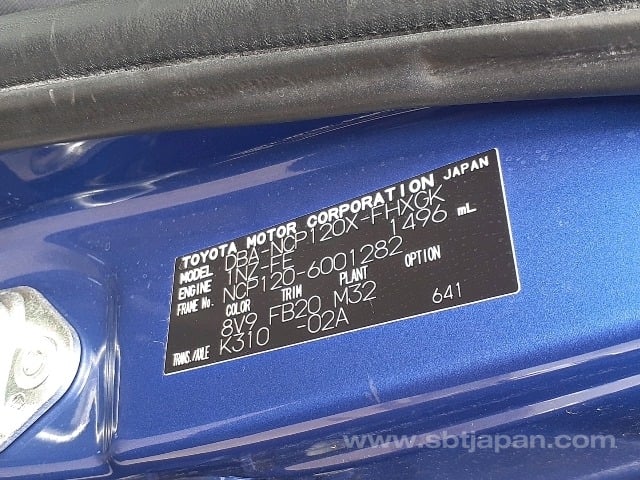 TOYOTA MOTOR CORPORATION JAPAN
MODEL DBA-NCP120X-FHXGK
ENGINE 1NZ-FE 1496 mL
FRAME No. NCP120-6001282
COLOR TRIM PLANT OPTION
8V9 FB20 M32 641
TRANS./AXLE K310 -02A
www.sbtjapan.com